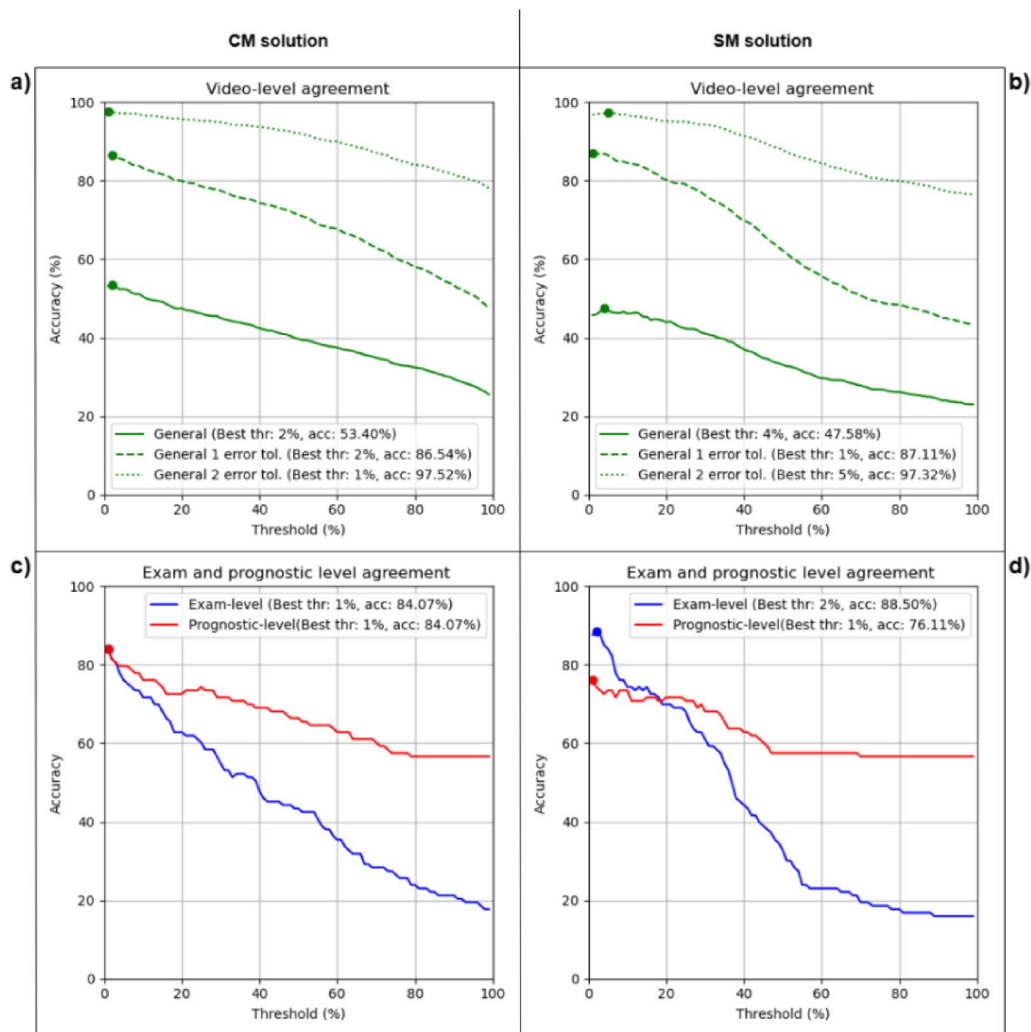 CM solution
SM solution
a)
Video-level agreement
100
80
60
40
20
0
Accuracy (%)
General (Best thr: 2%, acc: 53.40%)
General 1 error tol. (Best thr: 2%, acc: 86.54%)
General 2 error tol. (Best thr: 1%, acc: 97.52%)
0 20 40 60 80 100
Threshold (%)
b)
Video-level agreement
100
80
60
40
20
0
Accuracy (%)
General (Best thr: 4%, acc: 47.58%)
General 1 error tol. (Best thr: 1%, acc: 87.11%)
General 2 error tol. (Best thr: 5%, acc: 97.32%)
0 20 40 60 80 100
Threshold (%)
c)
Exam and prognostic level agreement
100
80
60
40
20
0
Accuracy
Exam-level (Best thr: 1%, acc: 84.07%)
Prognostic-level(Best thr: 1%, acc: 84.07%)
0 20 40 60 80 100
Threshold (%)
d)
Exam and prognostic level agreement
100
80
60
40
20
0
Accuracy
Exam-level (Best thr: 2%, acc: 88.50%)
Prognostic-level(Best thr: 1%, acc: 76.11%)
0 20 40 60 80 100
Threshold (%)